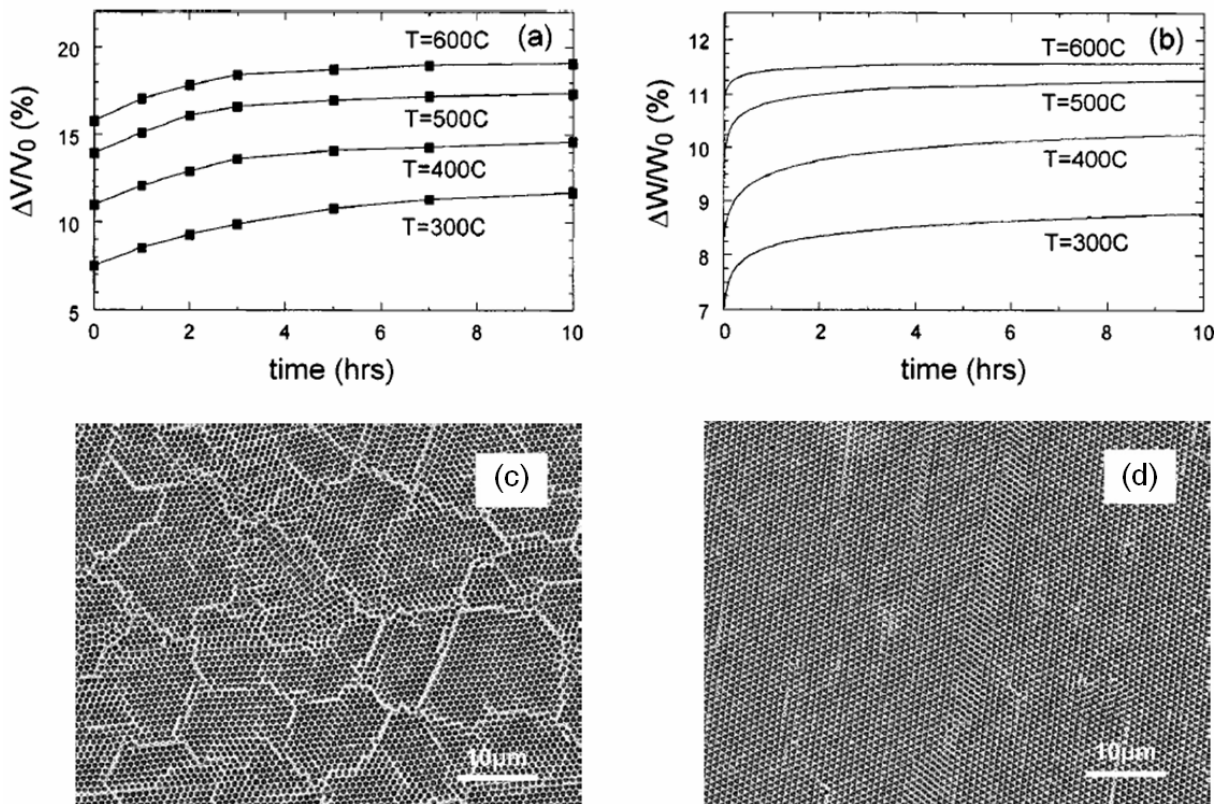 (a)
T=600C
T=500C
T=400C
T=300C
ΔV/V₀ (%)
20
15
10
5
0 2 4 6 8 10
time (hrs)
(b)
T=600C
T=500C
T=400C
T=300C
ΔW/W₀ (%)
12
11
10
9
8
7
0 2 4 6 8 10
time (hrs)
(c)
10μm
(d)
10μm